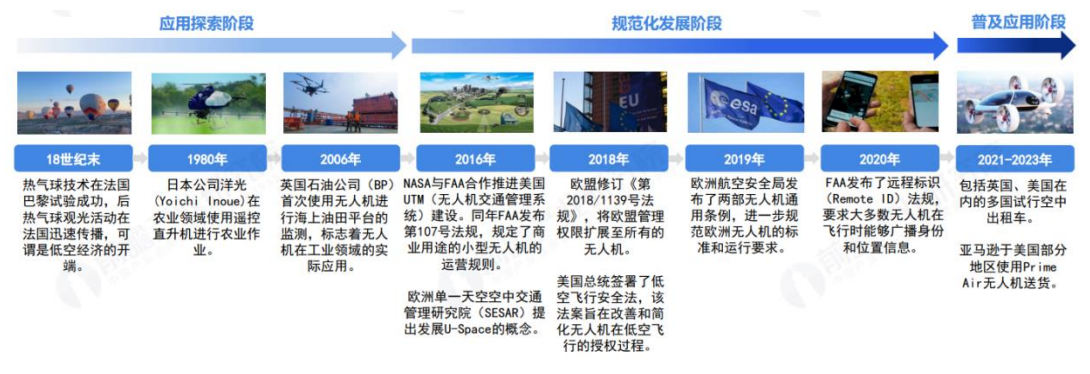 应用探索阶段
规范化发展阶段
普及应用阶段
EU
esa
18世纪末
1980年
2006年
2016年
2018年
2019年
2020年
2021-2023年
热气球技术在法国
巴黎试验成功，后
热气球观光活动在
法国迅速传播，可
谓是低空经济的开
端。
日本公司洋光
(Yoichi Inoue)在
农业领域使用遥控
直升机进行农业作
业。
英国石油公司（BP）
首次使用无人机进
行海上油田平台的
监测，标志着无人
机在工业领域的实
际应用。
NASA与FAA合作推进美国
UTM（无人机交通管理系
统）建设。同年FAA发布
第107号法规，规定了商
业用途的小型无人机的
运营规则。
欧洲单一天空空中交通
管理研究院（SESAR）提
出发展U-Space的概念。
欧盟修订《第
2018/1139号法
规》，将欧盟管理
权限扩展至所有的
无人机。
美国总统签署了低
空飞行安全法，该
法案旨在改善和简
化无人机在低空飞
行的授权过程。
欧洲航空安全局发
布了两部无人机通
用条例，进一步规
范欧洲无人机的标
准和运行要求。
FAA发布了远程标识
(Remote ID）法规，
要求大多数无人机在
飞行时能够广播身份
和位置信息。
包括英国、美国在
内的多国试行空中
出租车。
亚马逊于美国部分
地区使用Prime
Air无人机送货。